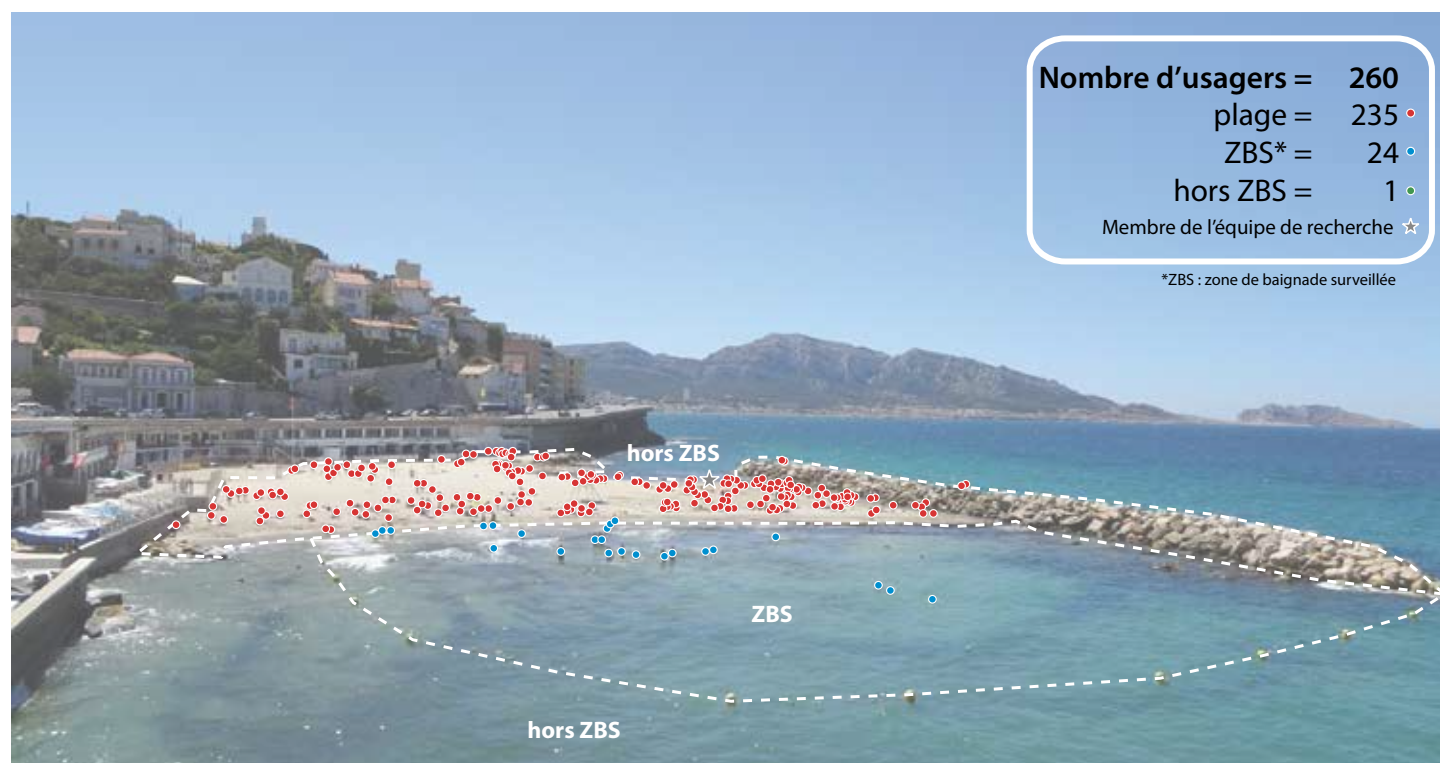 Nombre d’usagers = 260
plage = 235
ZBS* = 24
hors ZBS = 1
Membre de l’équipe de recherche
*ZBS : zone de baignade surveillée
hors ZBS
ZBS
hors ZBS